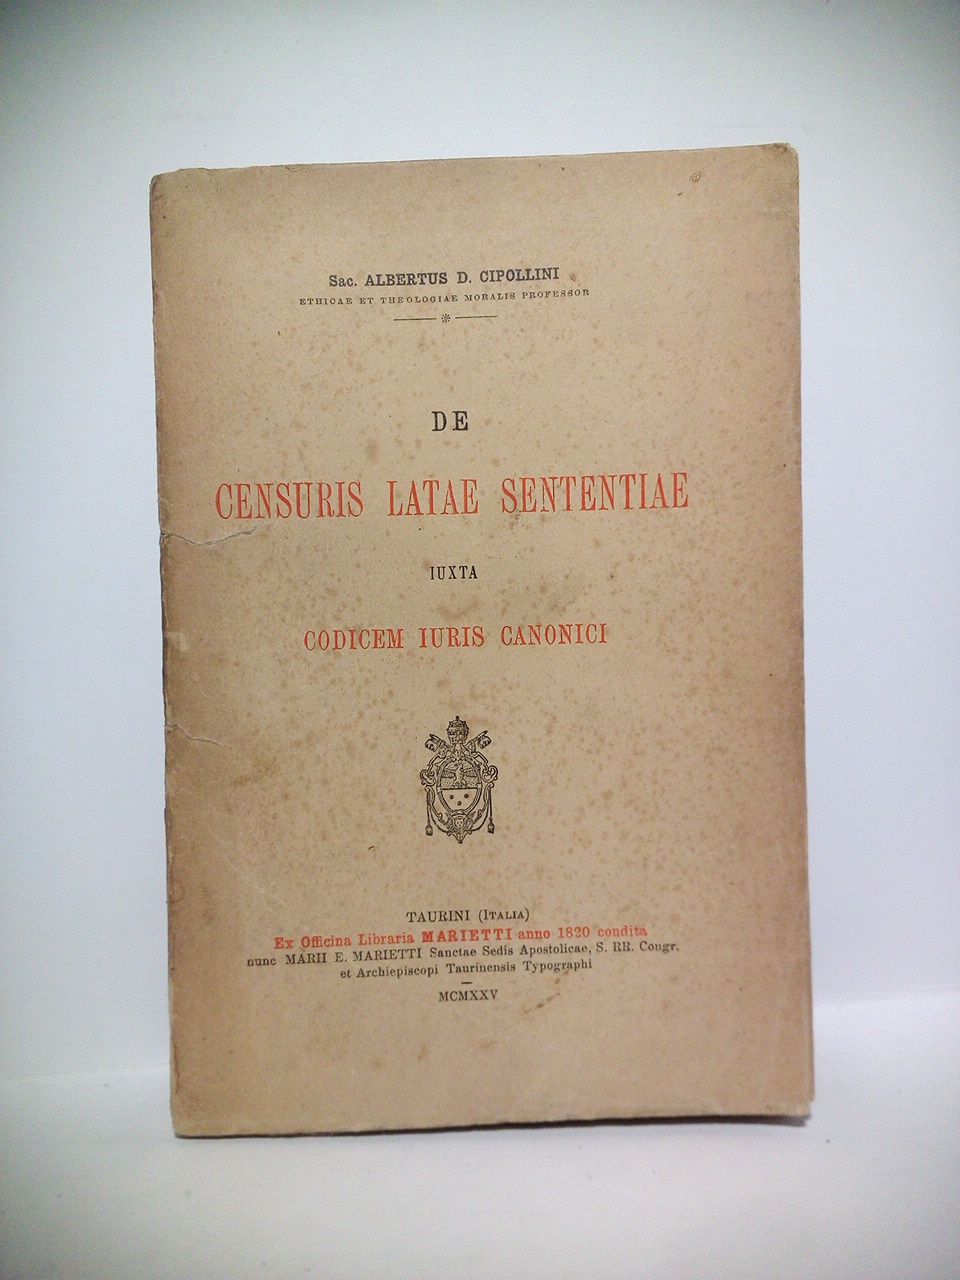 Sac. ALBERTUS D. CIPOLLINI
ETHICAE ET THEOLOGIAE MORALIS PROFESSOR
DE
CENSURIS LATAE SENTENTIAE
IUXTA
CODICEM IURIS CANONICI
TAURINI (ITALIA)
Ex Officina Libraria MARIETTI anno 1820 condita
nunc MARII E. MARIETTI Sanctae Sedis Apostolicae, S. RR. Congr.
et Archiepiscopi Taurinensis Typographi
MCMXXV